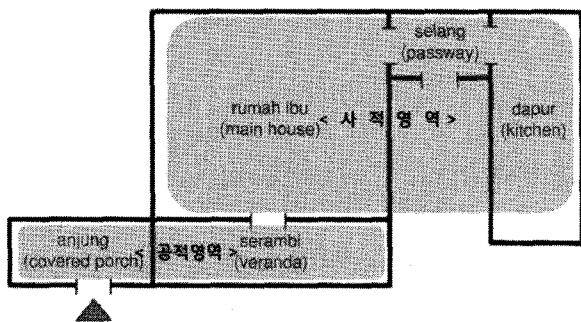 selang
(passway)
rumah ibu
(main house)
< 사 적 영 역 >
dapur
(kitchen)
anjung
(covered porch)
< 공적영역 >
serambi
(veranda)